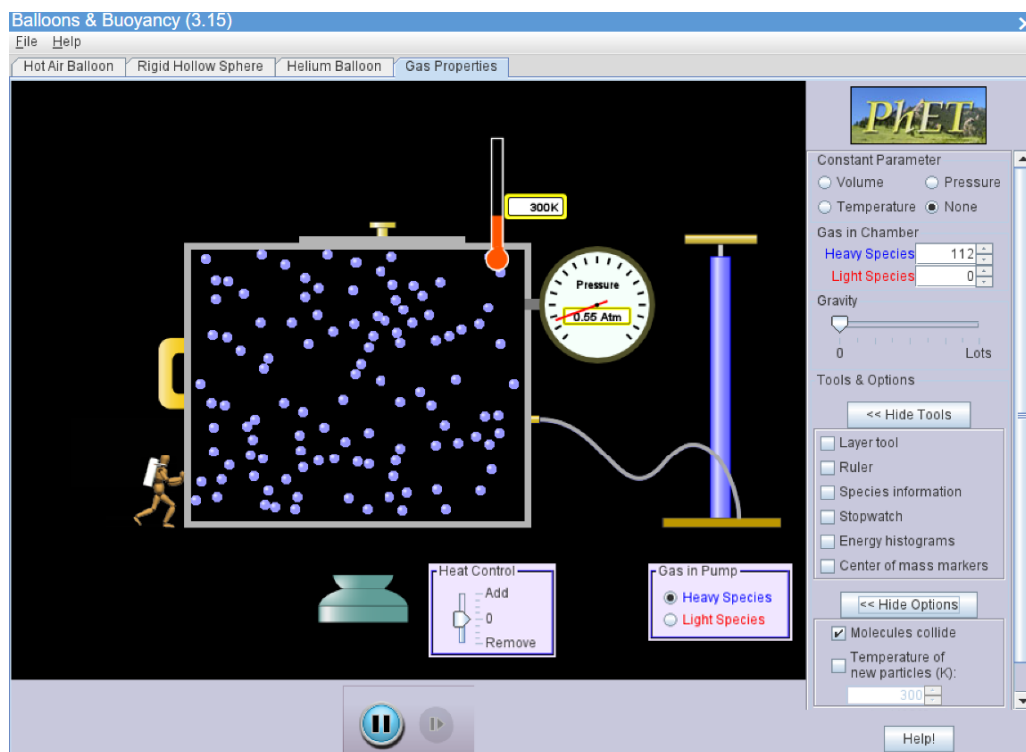 Balloons & Buoyancy (3.15)
File Help
Hot Air Balloon Rigid Hollow Sphere Helium Balloon Gas Properties
PhET
300K
Pressure
0.55 Atm
Heat Control
Add
0
Remove
Gas in Pump
Heavy Species
Light Species
Constant Parameter
Volume Pressure
Temperature None
Gas in Chamber
Heavy Species 112
Light Species 0
Gravity
0 Lots
Tools & Options
<< Hide Tools
Layer tool
Ruler
Species information
Stopwatch
Energy histograms
Center of mass markers
<< Hide Options
Molecules collide
Temperature of
new particles (K):
300
Help!